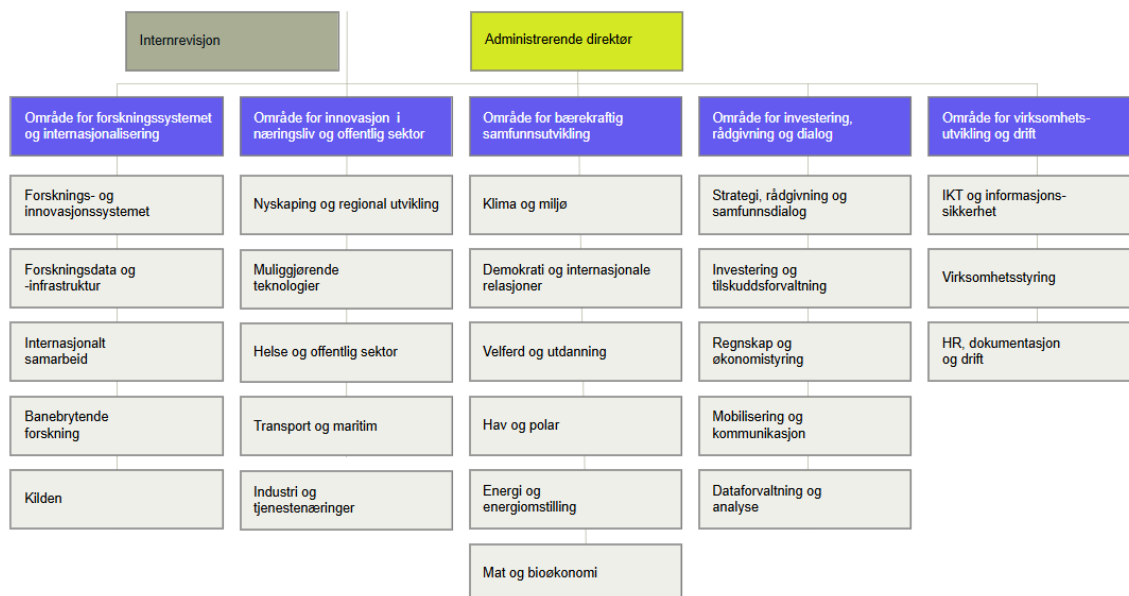 Internrevisjon
Administrerende direktør
Område for forskningssystemet
og internasjonalisering
Område for innovasjon i
næringsliv og offentlig sektor
Område for bærekraftig
samfunnsutvikling
Område for investering,
rådgivning og dialog
Område for virksomhets-
utvikling og drift
Forsknings- og
innovasjonssystemet
Nyskaping og regional utvikling
Klima og miljø
Strategi, rådgivning og
samfunnsdialog
IKT og informasjons-
sikkerhet
Forskningsdata og
-infrastruktur
Muliggjørende
teknologier
Demokrati og internasjonale
relasjoner
Investering og
tilskuddsforvaltning
Virksomhetsstyring
Internasjonalt
samarbeid
Helse og offentlig sektor
Velferd og utdanning
Regnskap og
økonomistyring
HR, dokumentasjon
og drift
Banebrytende
forskning
Transport og maritim
Hav og polar
Mobilisering og
kommunikasjon
Kilden
Industri og
tjenestenæringer
Energi og
energiomstilling
Dataforvaltning og
analyse
Mat og bioøkonomi